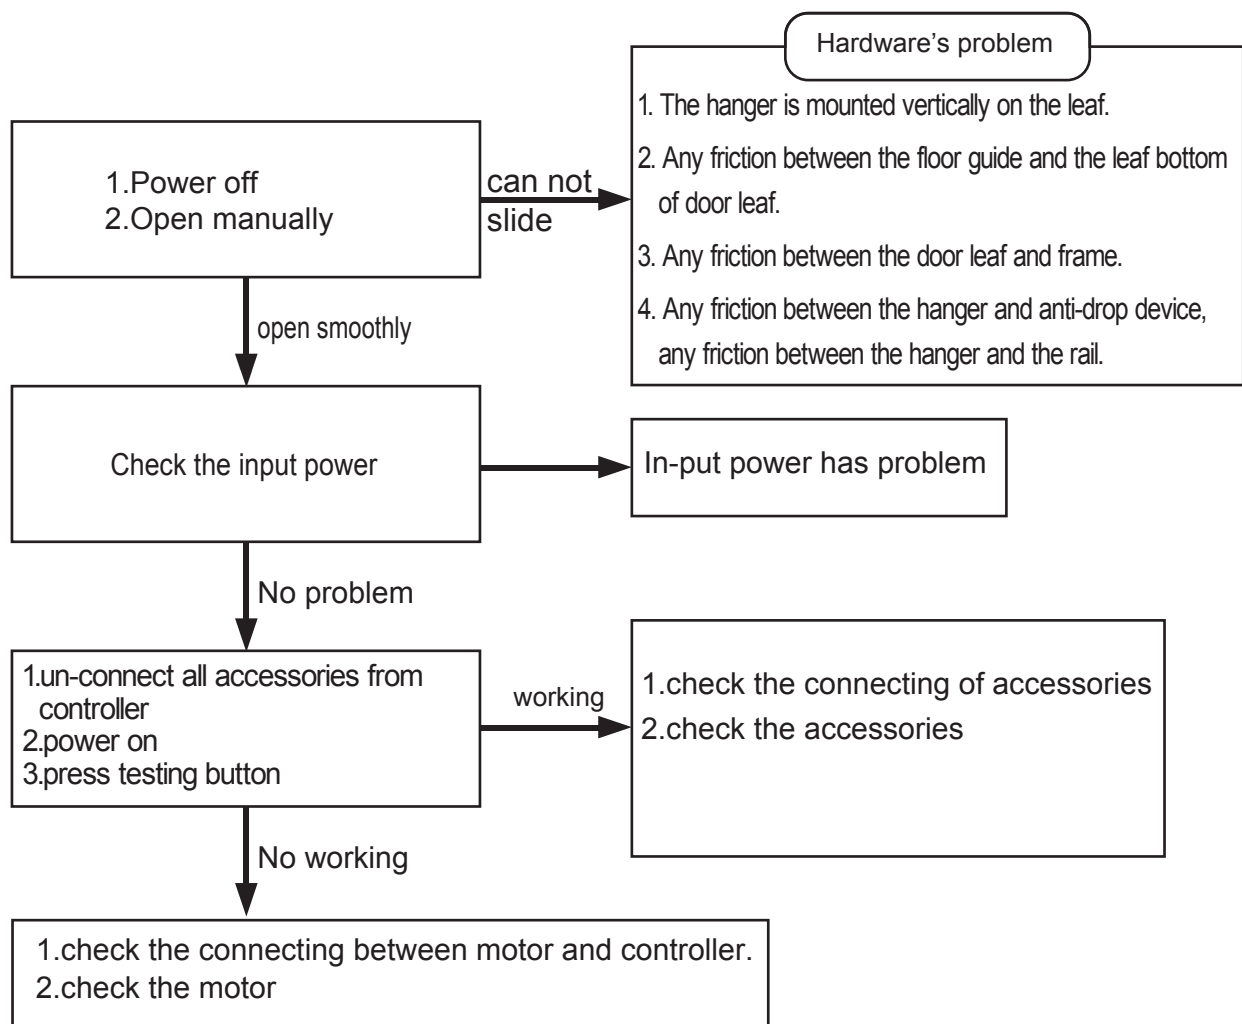 Hardware's problem
1. The hanger is mounted vertically on the leaf.
2. Any friction between the floor guide and the leaf bottom
of door leaf.
3. Any friction between the door leaf and frame.
4. Any friction between the hanger and anti-drop device,
any friction between the hanger and the rail.
1.Power off
2.Open manually
can not
slide
open smoothly
Check the input power
In-put power has problem
No problem
1.un-connect all accessories from
controller
2.power on
3.press testing button
working
1.check the connecting of accessories
2.check the accessories
No working
1.check the connecting between motor and controller.
2.check the motor